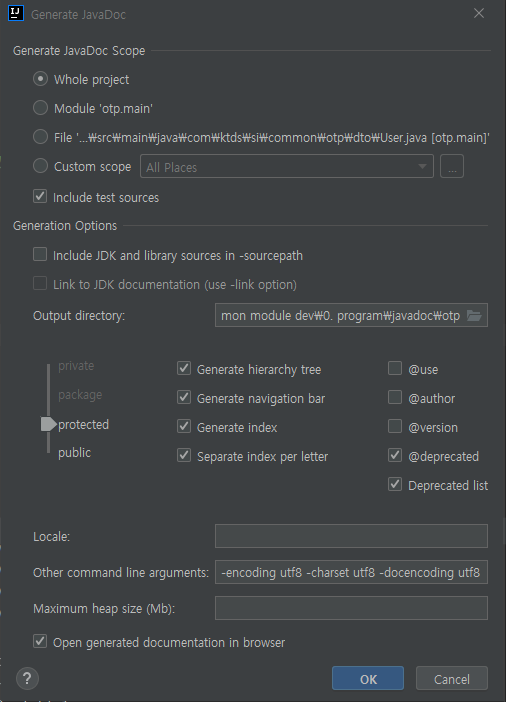 IJ Generate JavaDoc
Generate JavaDoc Scope
Whole project
Module 'otp.main'
File '...₩src₩main₩java₩com₩ktds₩si₩common₩otp₩dto₩User.java [otp.main]'
Custom scope All Places ...
Include test sources
Generation Options
Include JDK and library sources in -sourcepath
Link to JDK documentation (use -link option)
Output directory: mon module dev₩0. program₩javadoc₩otp
private Generate hierarchy tree @use
package Generate navigation bar @author
protected Generate index @version
public Separate index per letter @deprecated
Deprecated list
Locale:
Other command line arguments: -encoding utf8 -charset utf8 -docencoding utf8
Maximum heap size (Mb):
Open generated documentation in browser
? OK Cancel